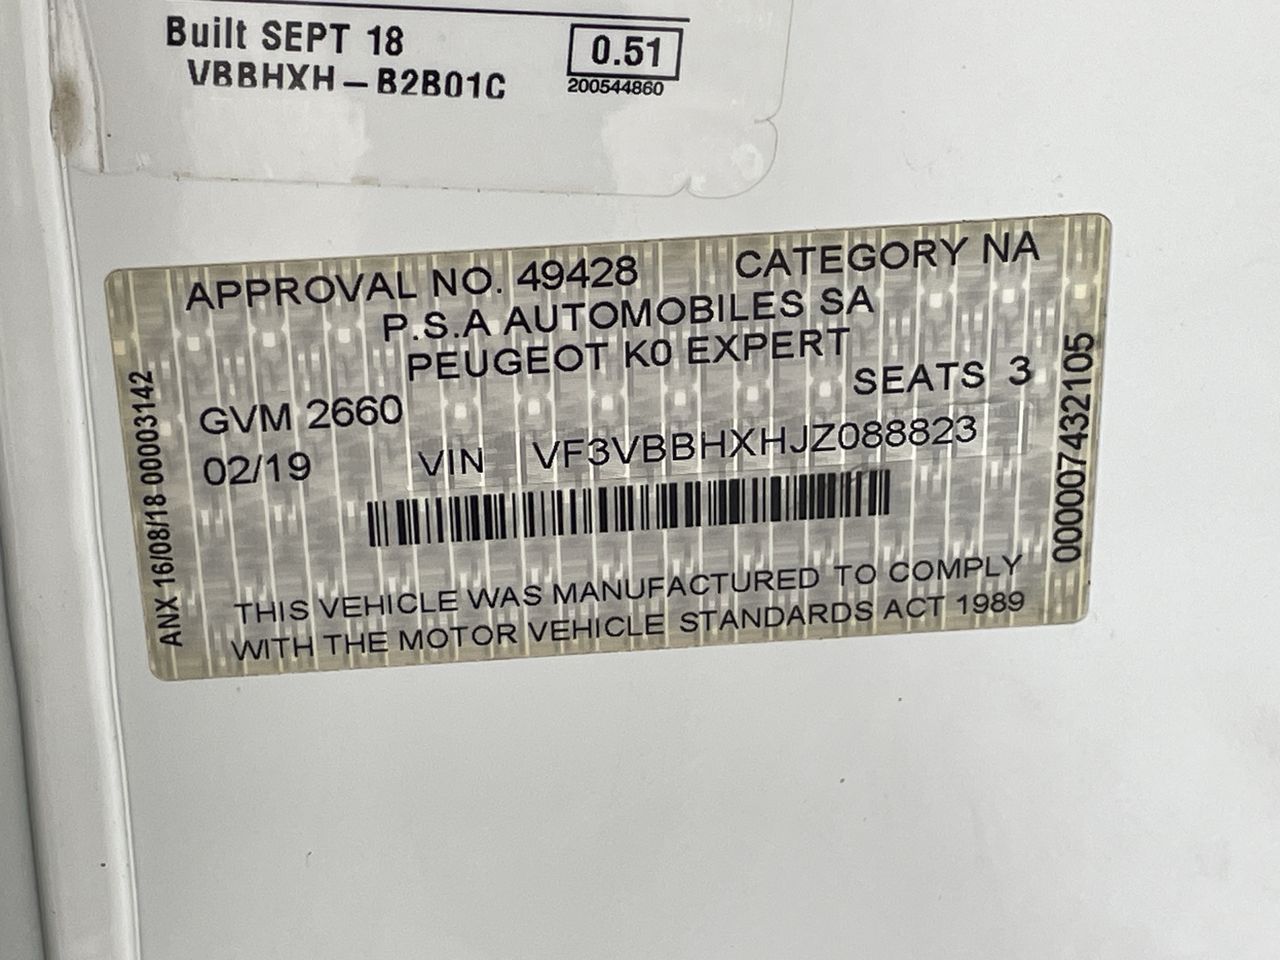 Built SEPT 18
VBBHXH-B2B01C
0.51
200544860
APPROVAL NO. 49428 CATEGORY NA
P.S.A AUTOMOBILES SA
PEUGEOT K0 EXPERT
SEATS 3
GVM 2660
02/19 VIN VF3VBBHXHJZ088823
THIS VEHICLE WAS MANUFACTURED TO COMPLY
WITH THE MOTOR VEHICLE STANDARDS ACT 1989
ANX 16/08/18 00003142
000007432105